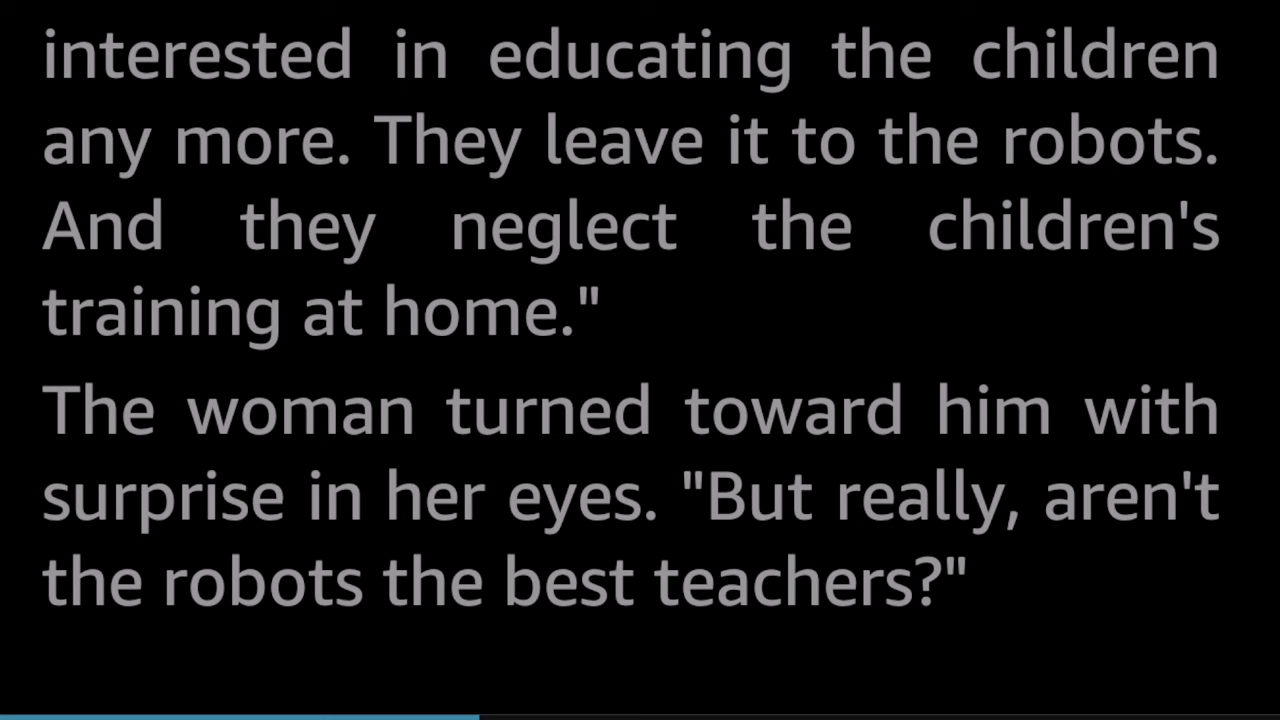 interested in educating the children
any more. They leave it to the robots.
And they neglect the children's
training at home."
The woman turned toward him with
surprise in her eyes. "But really, aren't
the robots the best teachers?"